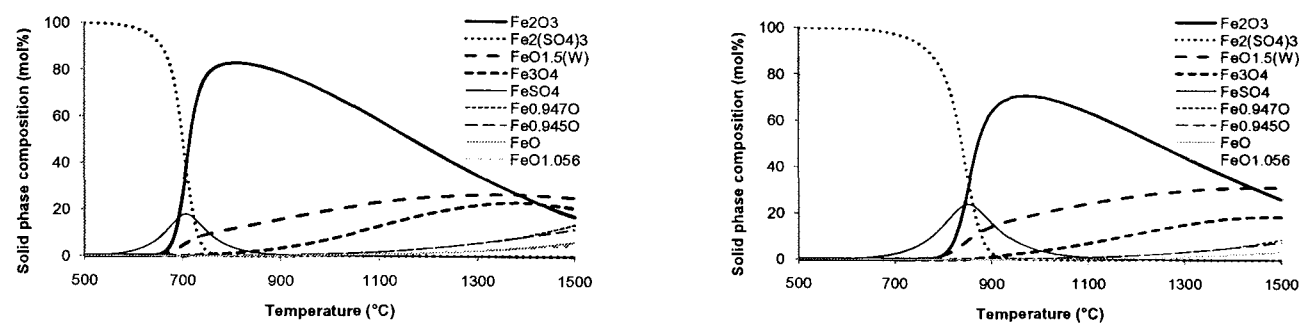 Solid phase composition (mol%)
100
80
60
40
20
0
500
700
900
1100
1300
1500
Temperature (°C)
Fe2O3
Fe2(SO4)3
FeO1.5(W)
Fe3O4
FeSO4
Fe0.947O
Fe0.945O
FeO
FeO1.056
Solid phase composition (mol%)
100
80
60
40
20
0
500
700
900
1100
1300
1500
Temperature (°C)
Fe2O3
Fe2(SO4)3
FeO1.5(W)
Fe3O4
FeSO4
Fe0.947O
Fe0.945O
FeO
FeO1.056